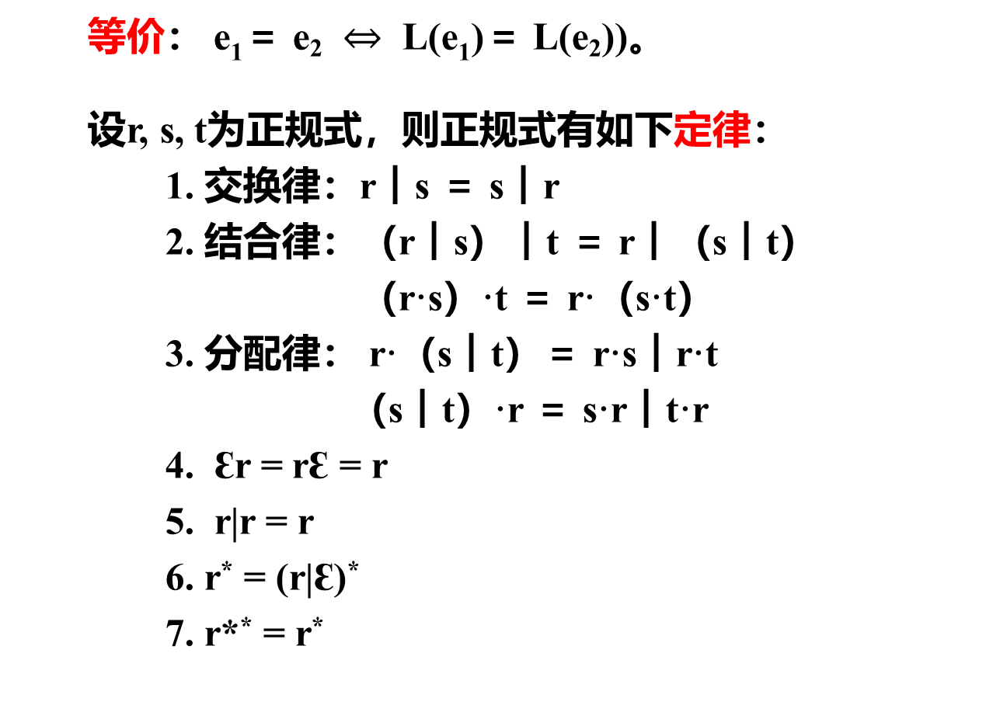 等价： e₁ = e₂ ⇔ L(e₁) = L(e₂))。
设r, s, t为正规式，则正规式有如下定律：
1. 交换律：r｜s = s｜r
2. 结合律：（r｜s）｜t = r｜（s｜t）
（r·s）·t = r·（s·t）
3. 分配律： r·（s｜t） = r·s｜r·t
（s｜t）·r = s·r｜t·r
4. Ɛr = rƐ = r
5. r|r = r
6. r* = (r|Ɛ)*
7. r** = r*